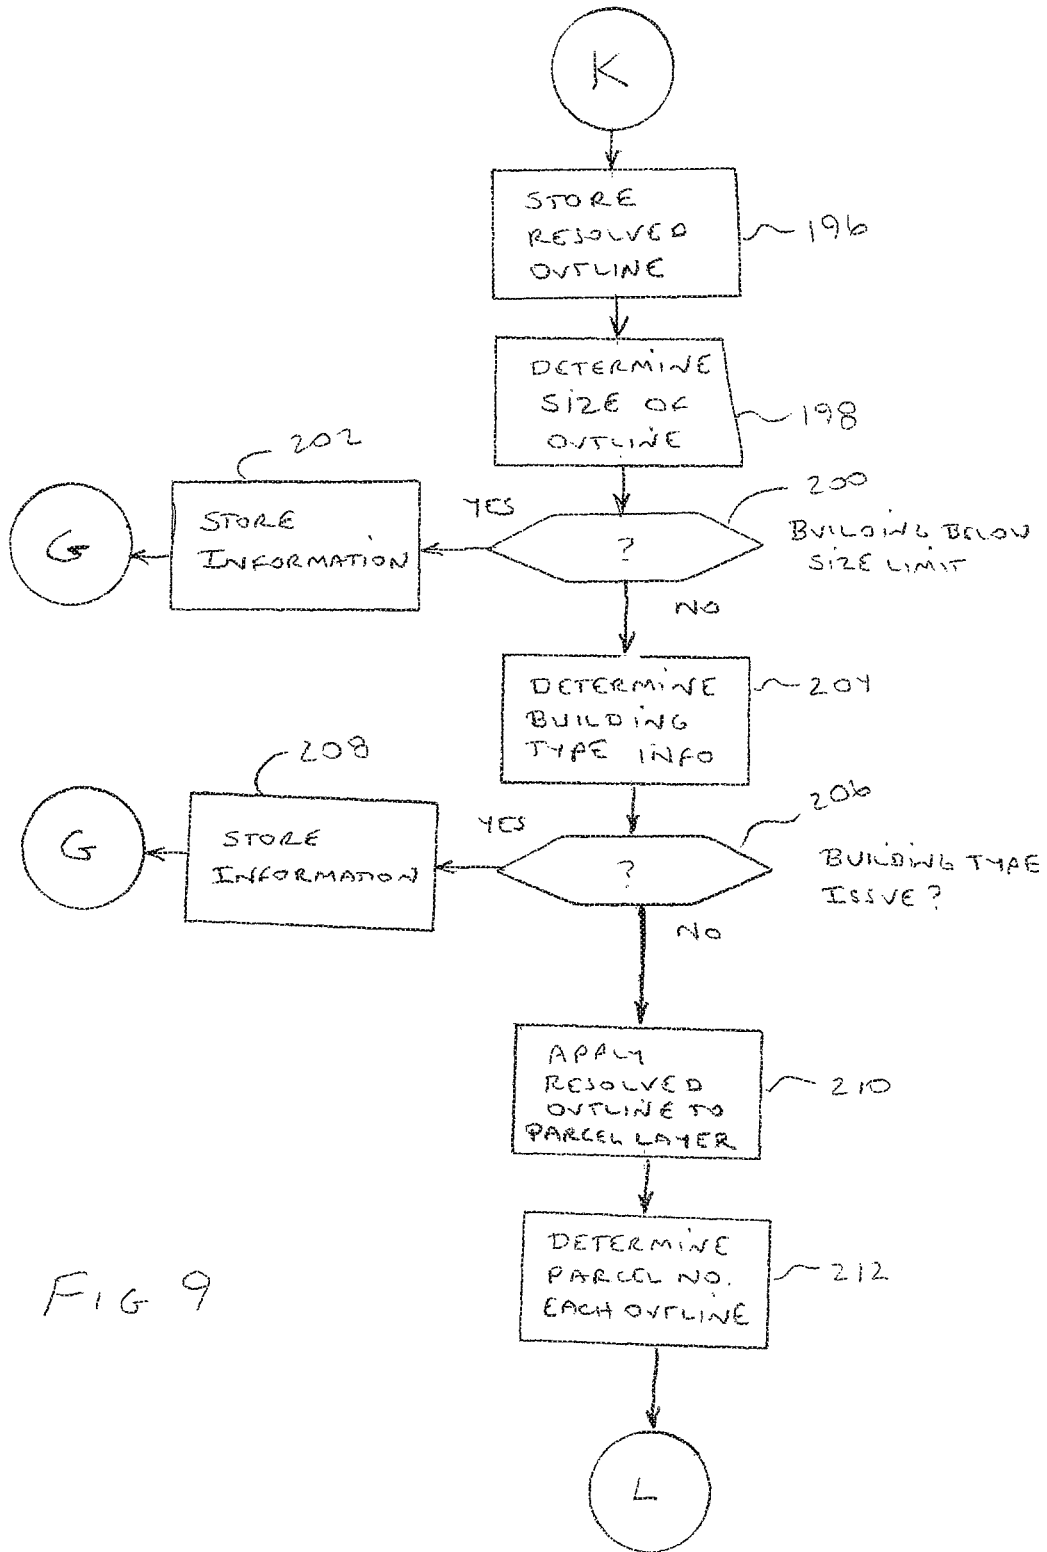 K
STORE
RESOLVED
OUTLINE
196
DETERMINE
SIZE OF
OUTLINE
198
202
G
STORE
INFORMATION
YES
?
200
BUILDING BELOW
SIZE LIMIT
NO
DETERMINE
BUILDING
TYPE INFO
204
208
G
STORE
INFORMATION
YES
?
206
BUILDING TYPE
ISSUE?
NO
APPLY
RESOLVED
OUTLINE TO
PARCEL LAYER
210
DETERMINE
PARCEL NO.
EACH OUTLINE
212
FIG 9
L